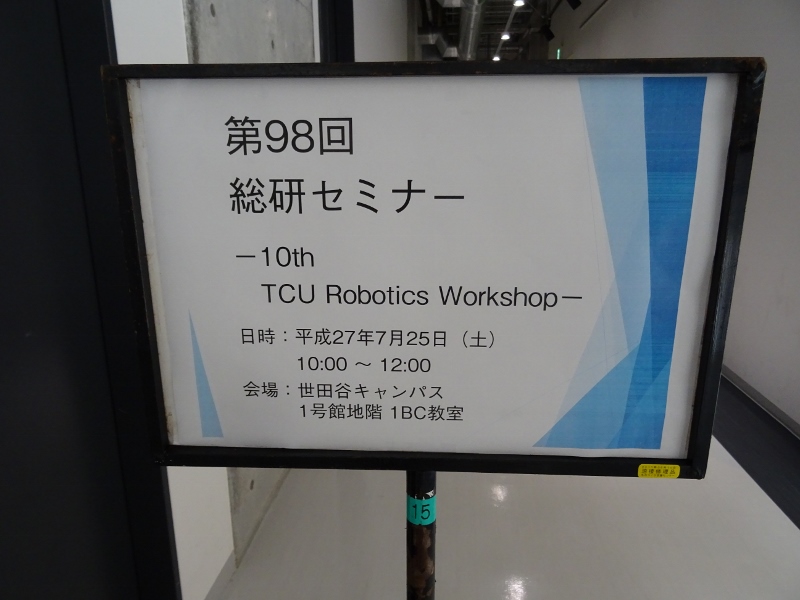 第98回
総研セミナー
－10th
TCU Robotics Workshop－
日時：平成27年7月25日（土）
10:00 ～ 12:00
会場：世田谷キャンパス
1号館地階 1BC教室
15